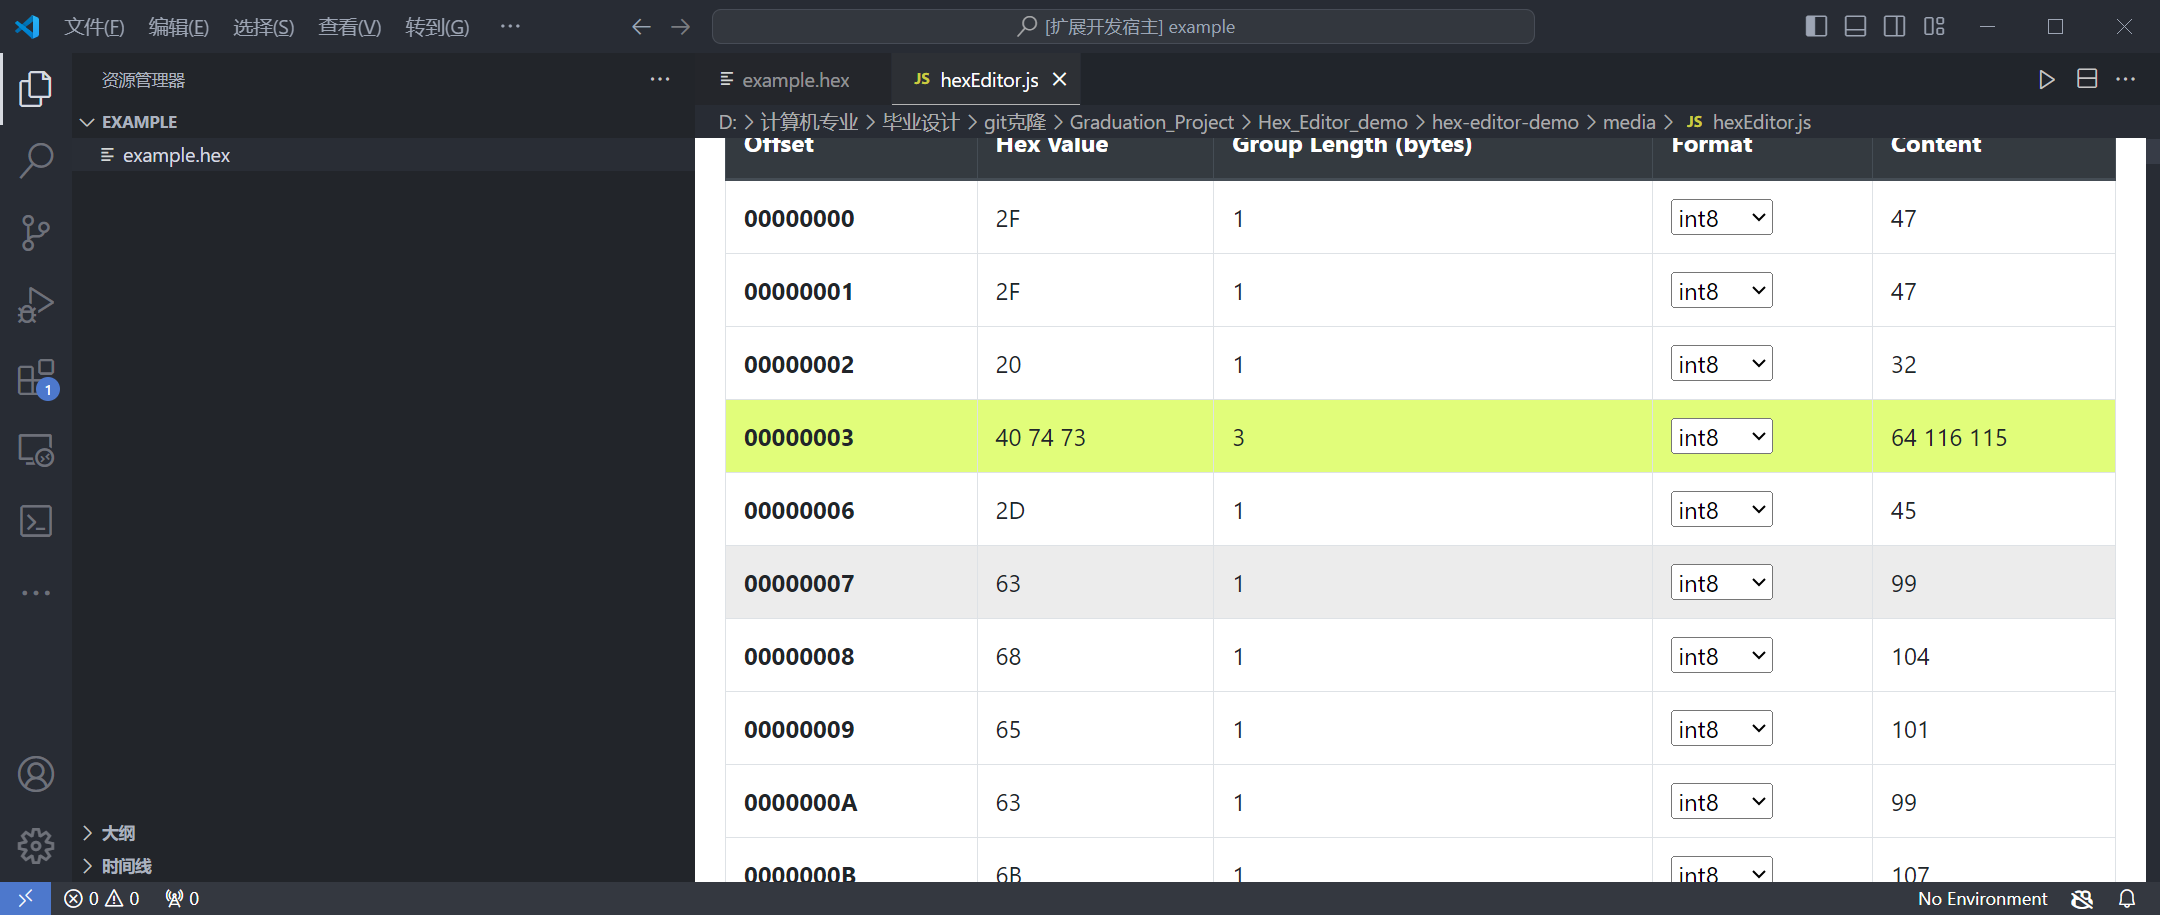 文件(F) 编辑(E) 选择(S) 查看(V) 转到(G) ··· [扩展开发宿主] example
资源管理器 ···
EXAMPLE
example.hex
example.hex JS hexEditor.js
D: > 计算机专业 > 毕业设计 > git克隆 > Graduation_Project > Hex_Editor_demo > hex-editor-demo > media > JS hexEditor.js
Offset Hex Value Group Length (bytes) Format Content
00000000 2F 1 int8 47
00000001 2F 1 int8 47
00000002 20 1 int8 32
00000003 40 74 73 3 int8 64 116 115
00000006 2D 1 int8 45
00000007 63 1 int8 99
00000008 68 1 int8 104
00000009 65 1 int8 101
0000000A 63 1 int8 99
0000000B 6B 1 int8 107
1
大纲
时间线
0 0 0 No Environment